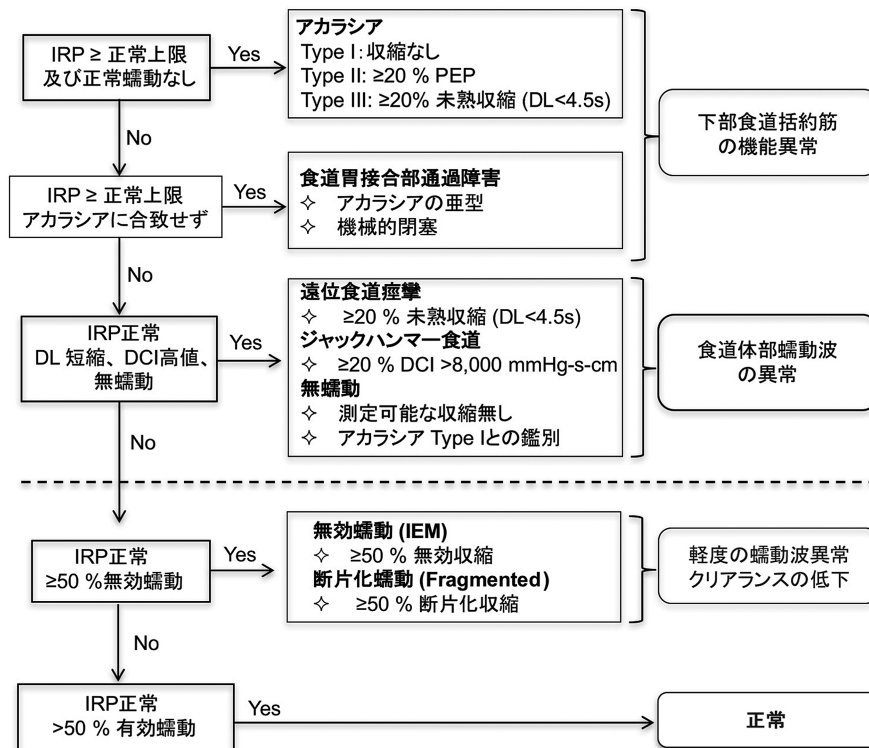 IRP ≥ 正常上限
及び正常蠕動なし
Yes
アカラシア
Type I：収縮なし
Type II: ≥20 % PEP
Type III: ≥20% 未熟収縮 (DL<4.5s)
下部食道括約筋
の機能異常
No
IRP ≥ 正常上限
アカラシアに合致せず
Yes
食道胃接合部通過障害
✧ アカラシアの亜型
✧ 機械的閉塞
No
IRP正常
DL 短縮、DCI高値、
無蠕動
Yes
遠位食道痙攣
✧ ≥20 % 未熟収縮 (DL<4.5s)
ジャックハンマー食道
✧ ≥20 % DCI >8,000 mmHg-s-cm
無蠕動
✧ 測定可能な収縮無し
✧ アカラシア Type Iとの鑑別
食道体部蠕動波
の異常
No
IRP正常
≥50 %無効蠕動
Yes
無効蠕動 (IEM)
✧ ≥50 % 無効収縮
断片化蠕動 (Fragmented)
✧ ≥50 % 断片化収縮
軽度の蠕動波異常
クリアランスの低下
No
IRP正常
>50 % 有効蠕動
Yes
正常